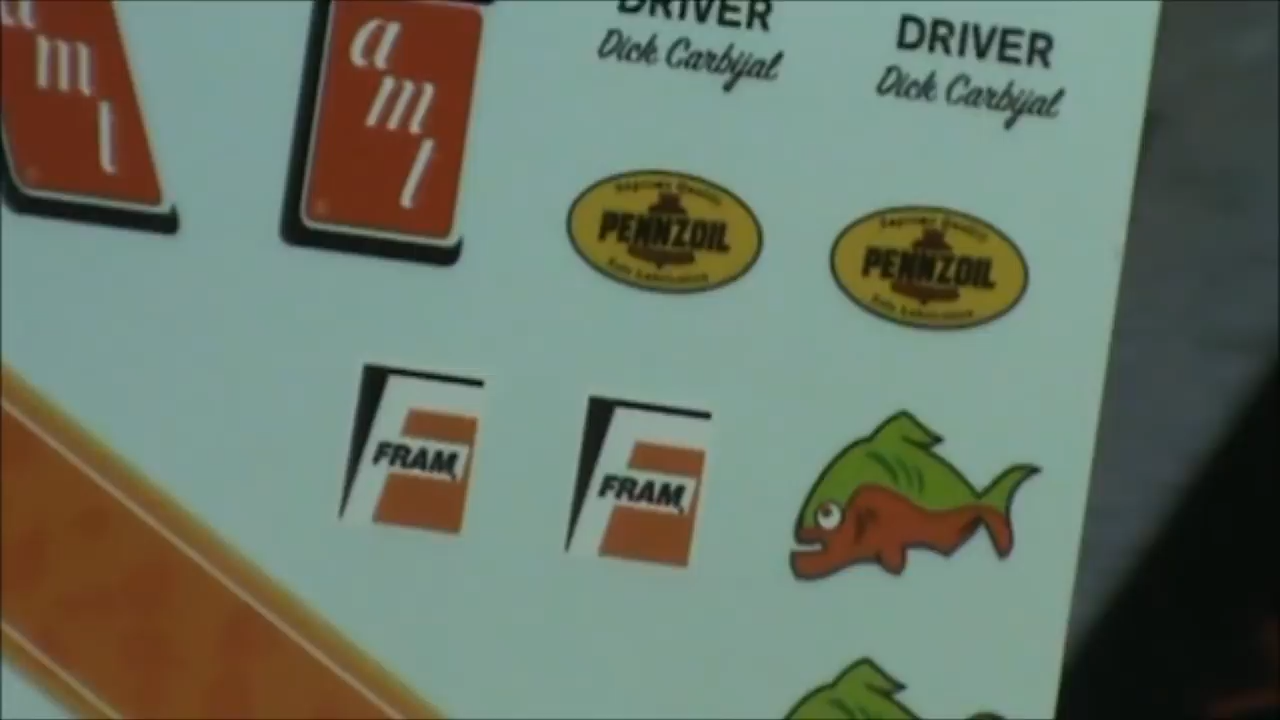 amt
amt
DRIVER
Dick Carbijal
DRIVER
Dick Carbijal
PENNZOIL
PENNZOIL
FRAM
FRAM